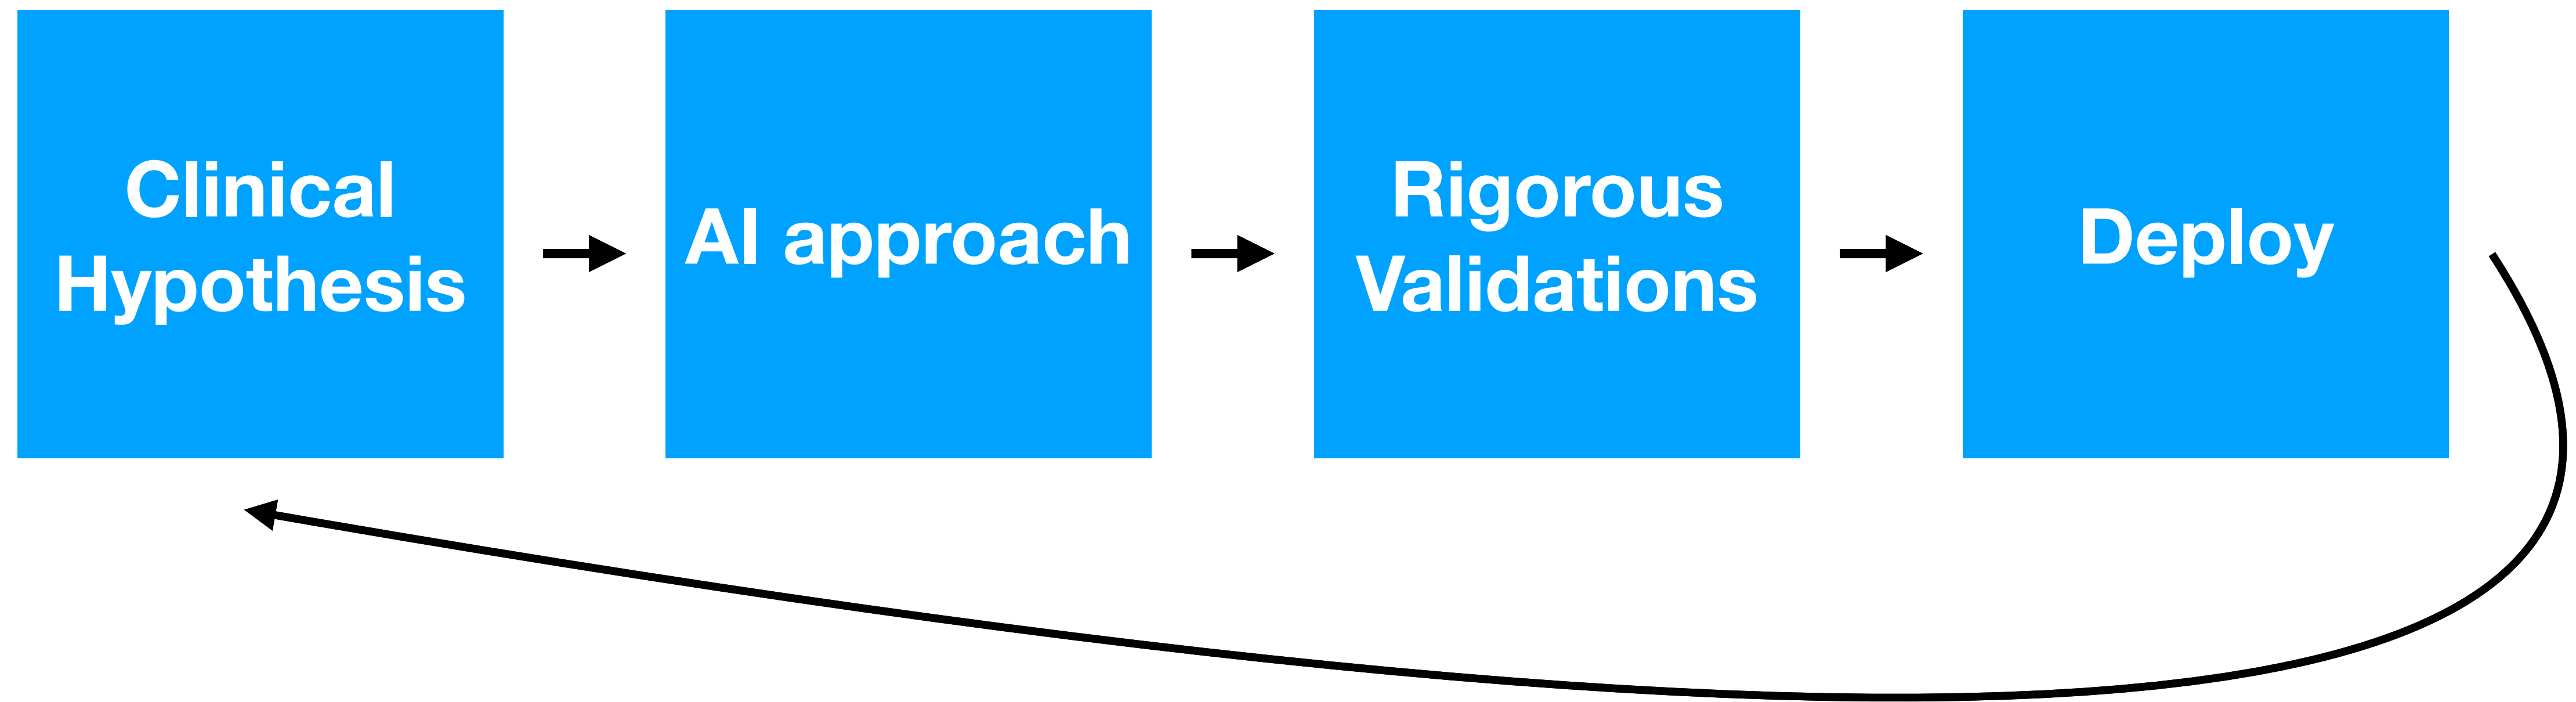 Clinical
Hypothesis
AI approach
Rigorous
Validations
Deploy